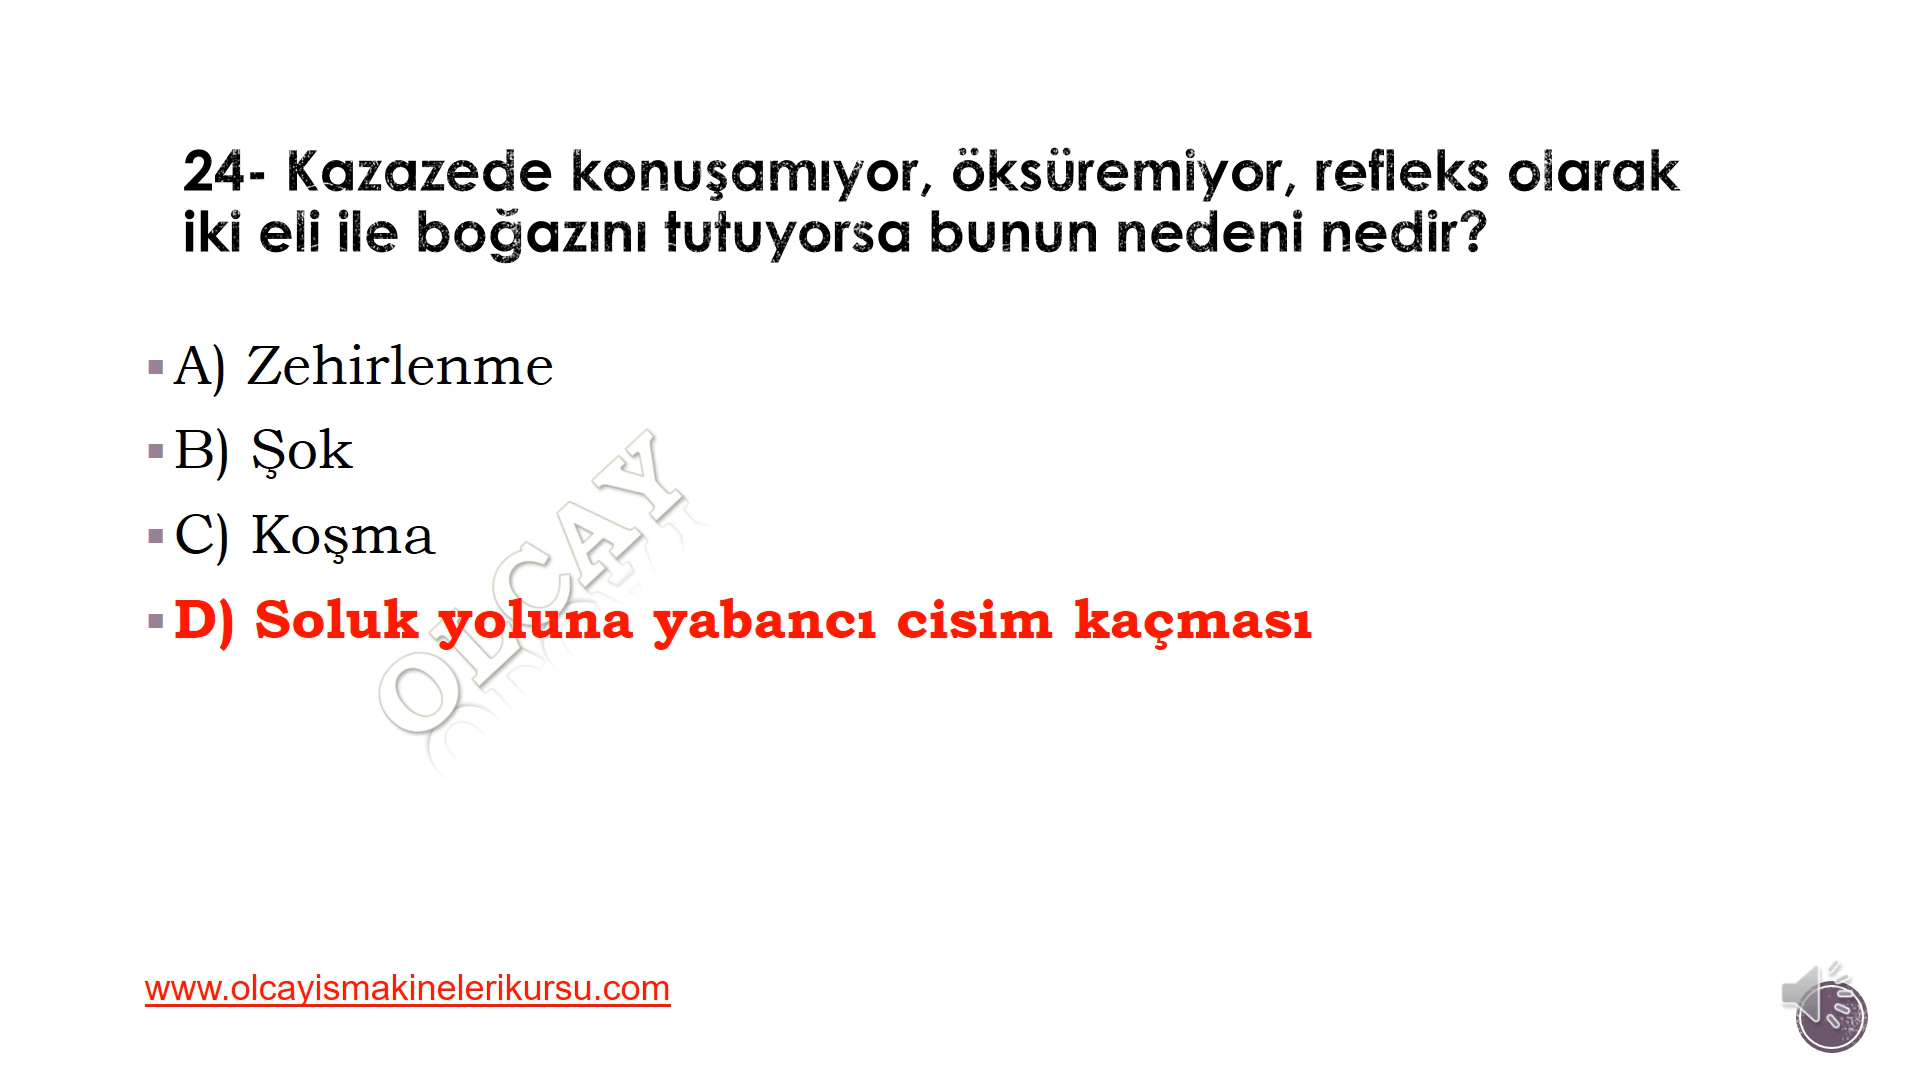 24- Kazazede konuşamıyor, öksüremiyor, refleks olarak
iki eli ile boğazını tutuyorsa bunun nedeni nedir?
A) Zehirlenme
B) Şok
C) Koşma
D) Soluk yoluna yabancı cisim kaçması
OLCAY
www.olcayismakinelerikursu.com